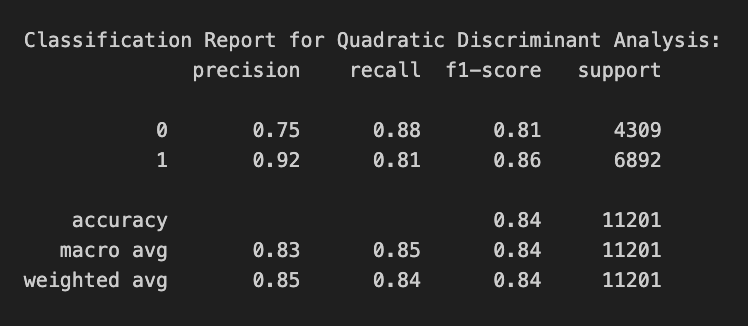 Classification Report for Quadratic Discriminant Analysis:
precision recall f1-score support
0 0.75 0.88 0.81 4309
1 0.92 0.81 0.86 6892
accuracy 0.84 11201
macro avg 0.83 0.85 0.84 11201
weighted avg 0.85 0.84 0.84 11201